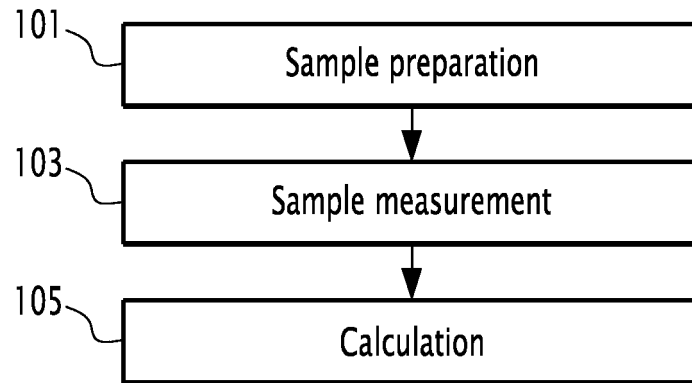 101
Sample preparation
103
Sample measurement
105
Calculation